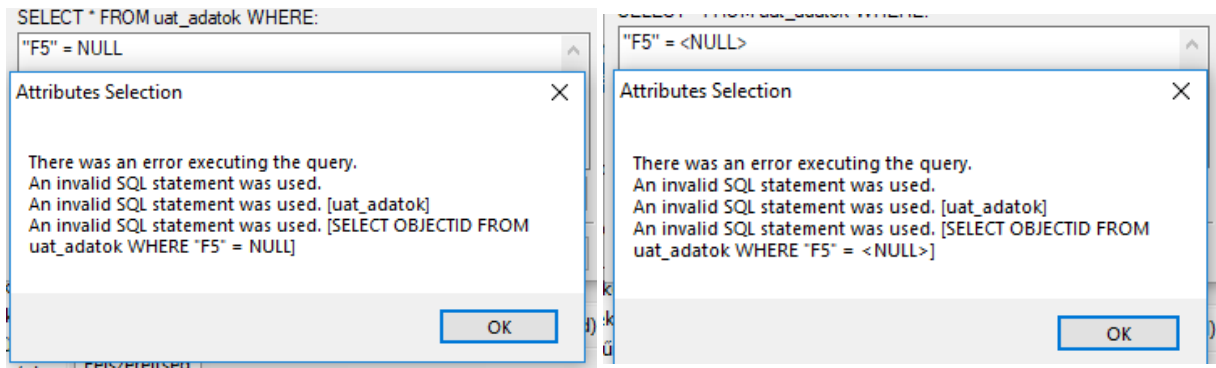 SELECT * FROM uat_adatok WHERE:
"F5" = NULL
Attributes Selection
There was an error executing the query.
An invalid SQL statement was used.
An invalid SQL statement was used. [uat_adatok]
An invalid SQL statement was used. [SELECT OBJECTID FROM
uat_adatok WHERE "F5" = NULL]
OK
SELECT * FROM uat_adatok WHERE:
"F5" = <NULL>
Attributes Selection
There was an error executing the query.
An invalid SQL statement was used.
An invalid SQL statement was used. [uat_adatok]
An invalid SQL statement was used. [SELECT OBJECTID FROM
uat_adatok WHERE "F5" = <NULL>]
OK